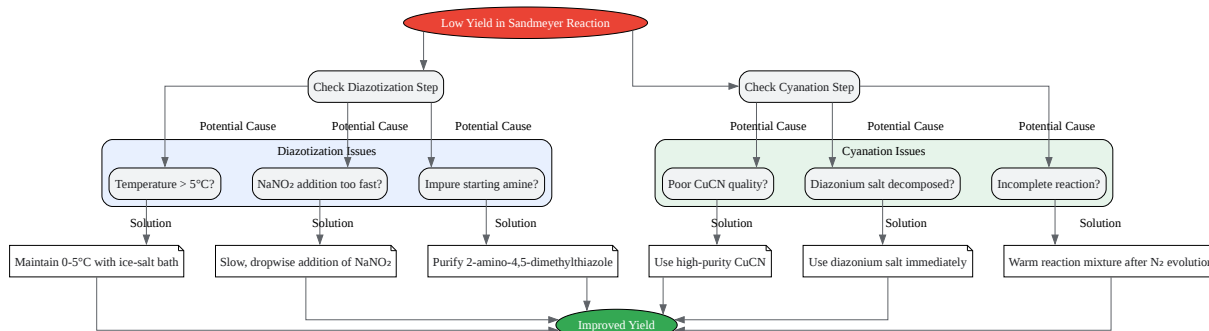 Low Yield in Sandmeyer Reaction
Check Diazotization Step
Check Cyanation Step
Potential Cause
Potential Cause
Potential Cause
Potential Cause
Potential Cause
Potential Cause
Diazotization Issues
Cyanation Issues
Temperature > 5°C?
NaNO₂ addition too fast?
Impure starting amine?
Poor CuCN quality?
Diazonium salt decomposed?
Incomplete reaction?
Solution
Solution
Solution
Solution
Solution
Solution
Maintain 0-5°C with ice-salt bath
Slow, dropwise addition of NaNO₂
Purify 2-amino-4,5-dimethylthiazole
Use high-purity CuCN
Use diazonium salt immediately
Warm reaction mixture after N₂ evolution
Improved Yield